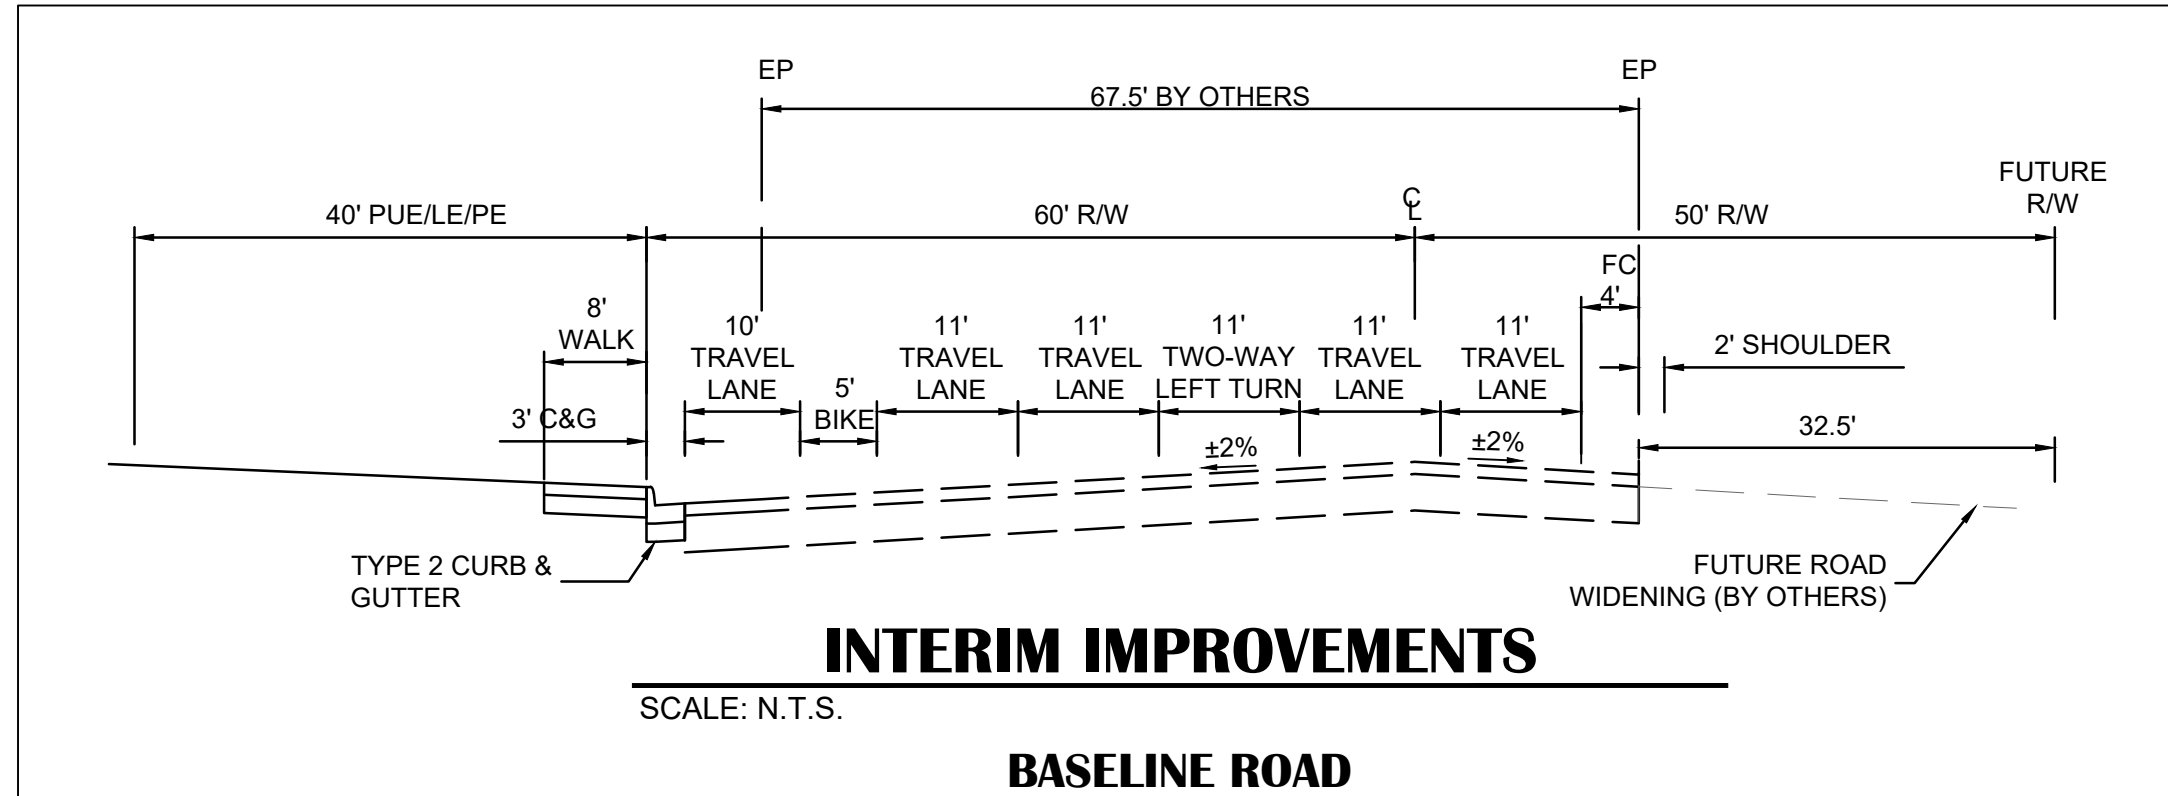 EP
EP
67.5' BY OTHERS
FUTURE
R/W
40' PUE/LE/PE
60' R/W
CL
50' R/W
FC
4'
8'
WALK
10'
TRAVEL
LANE
5'
BIKE
11'
TRAVEL
LANE
11'
TRAVEL
LANE
11'
TWO-WAY
LEFT TURN
11'
TRAVEL
LANE
11'
TRAVEL
LANE
2' SHOULDER
3' C&G
32.5'
±2%
±2%
TYPE 2 CURB &
GUTTER
FUTURE ROAD
WIDENING (BY OTHERS)
INTERIM IMPROVEMENTS
SCALE: N.T.S.
BASELINE ROAD